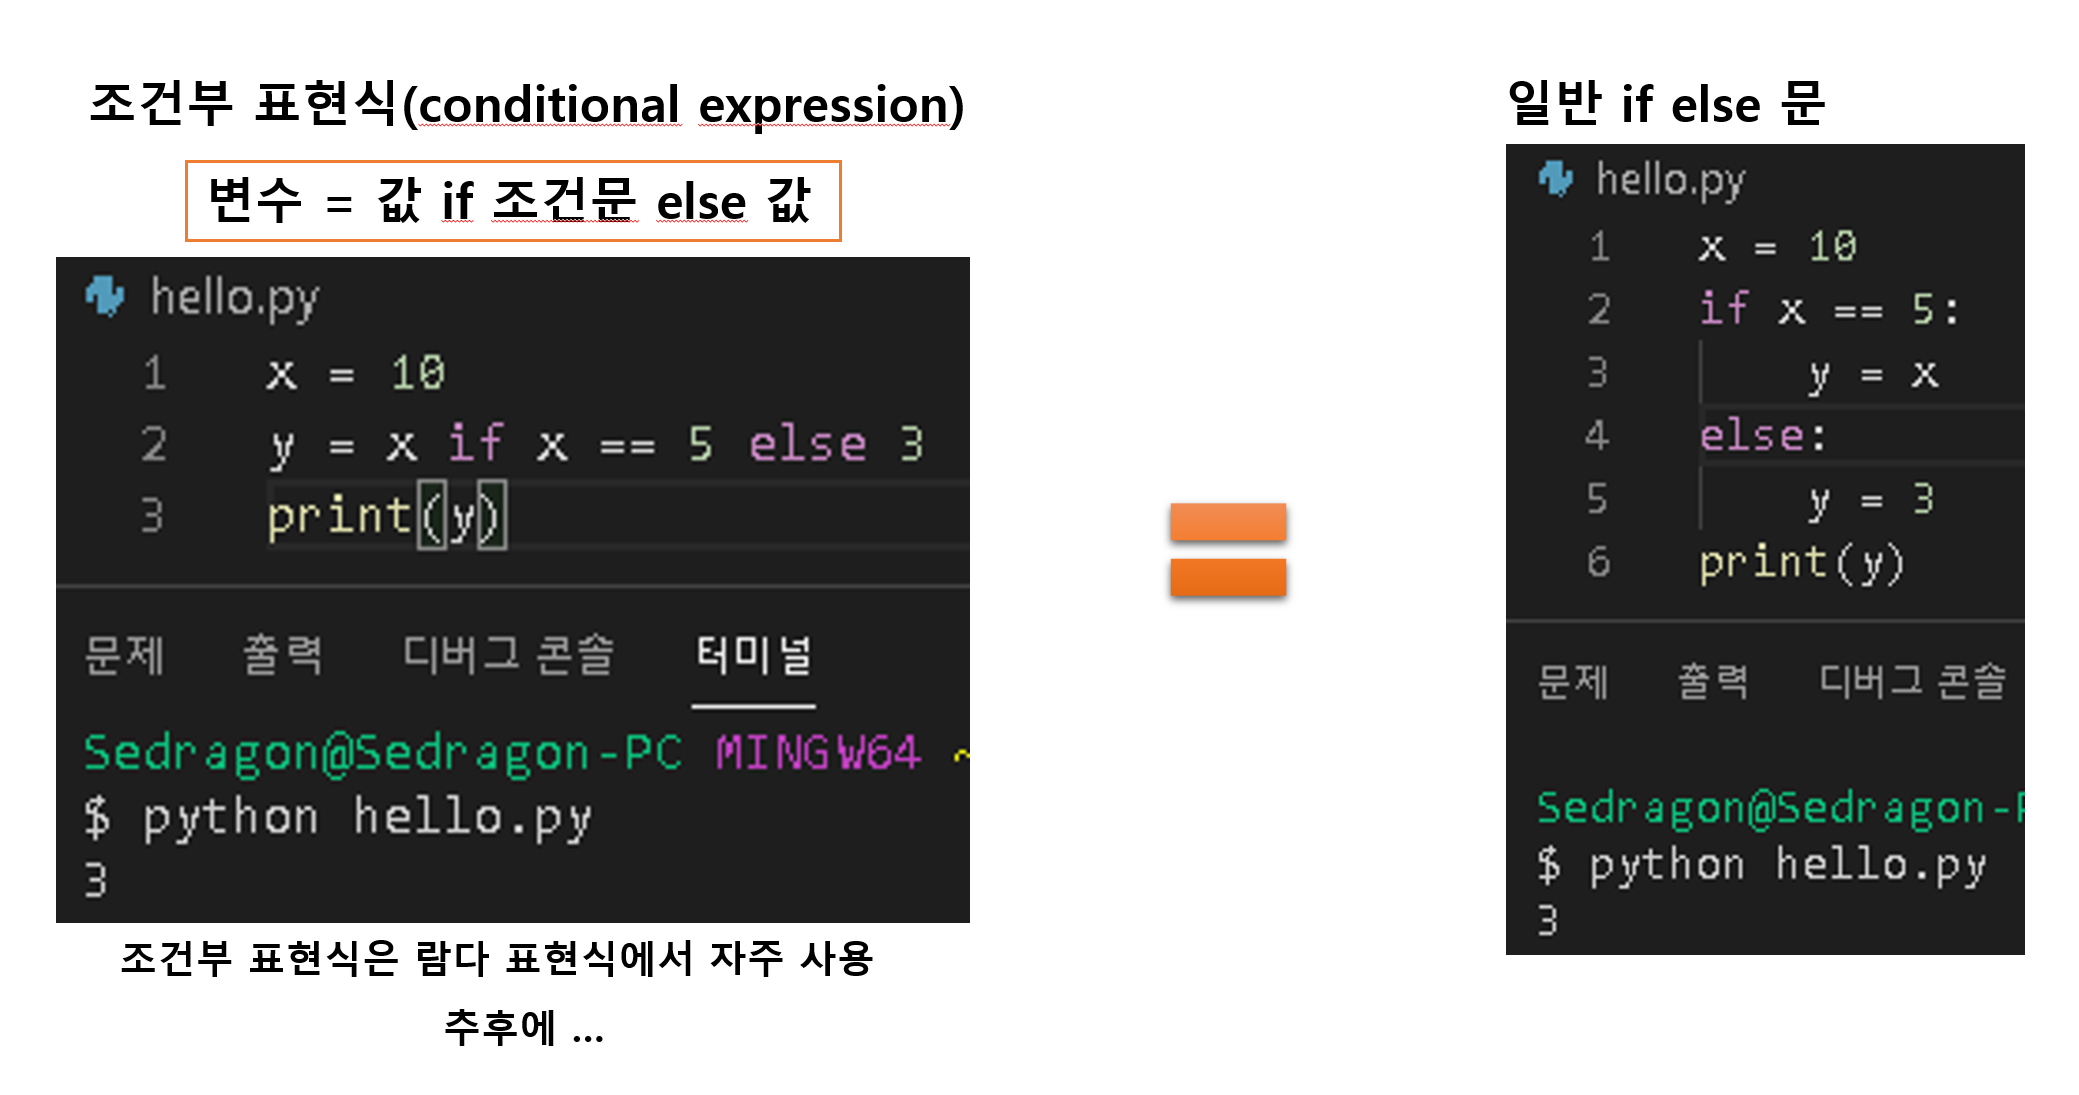 조건부 표현식(conditional expression)
변수 = 값 if 조건문 else 값
hello.py
1 x = 10
2 y = x if x == 5 else 3
3 print(y)
문제 출력 디버그 콘솔 터미널
Sedragon@Sedragon-PC MINGW64 ~
$ python hello.py
3
조건부 표현식은 람다 표현식에서 자주 사용
추후에 ...
일반 if else 문
hello.py
1 x = 10
2 if x == 5:
3 y = x
4 else:
5 y = 3
6 print(y)
문제 출력 디버그 콘솔
Sedragon@Sedragon-P
$ python hello.py
3